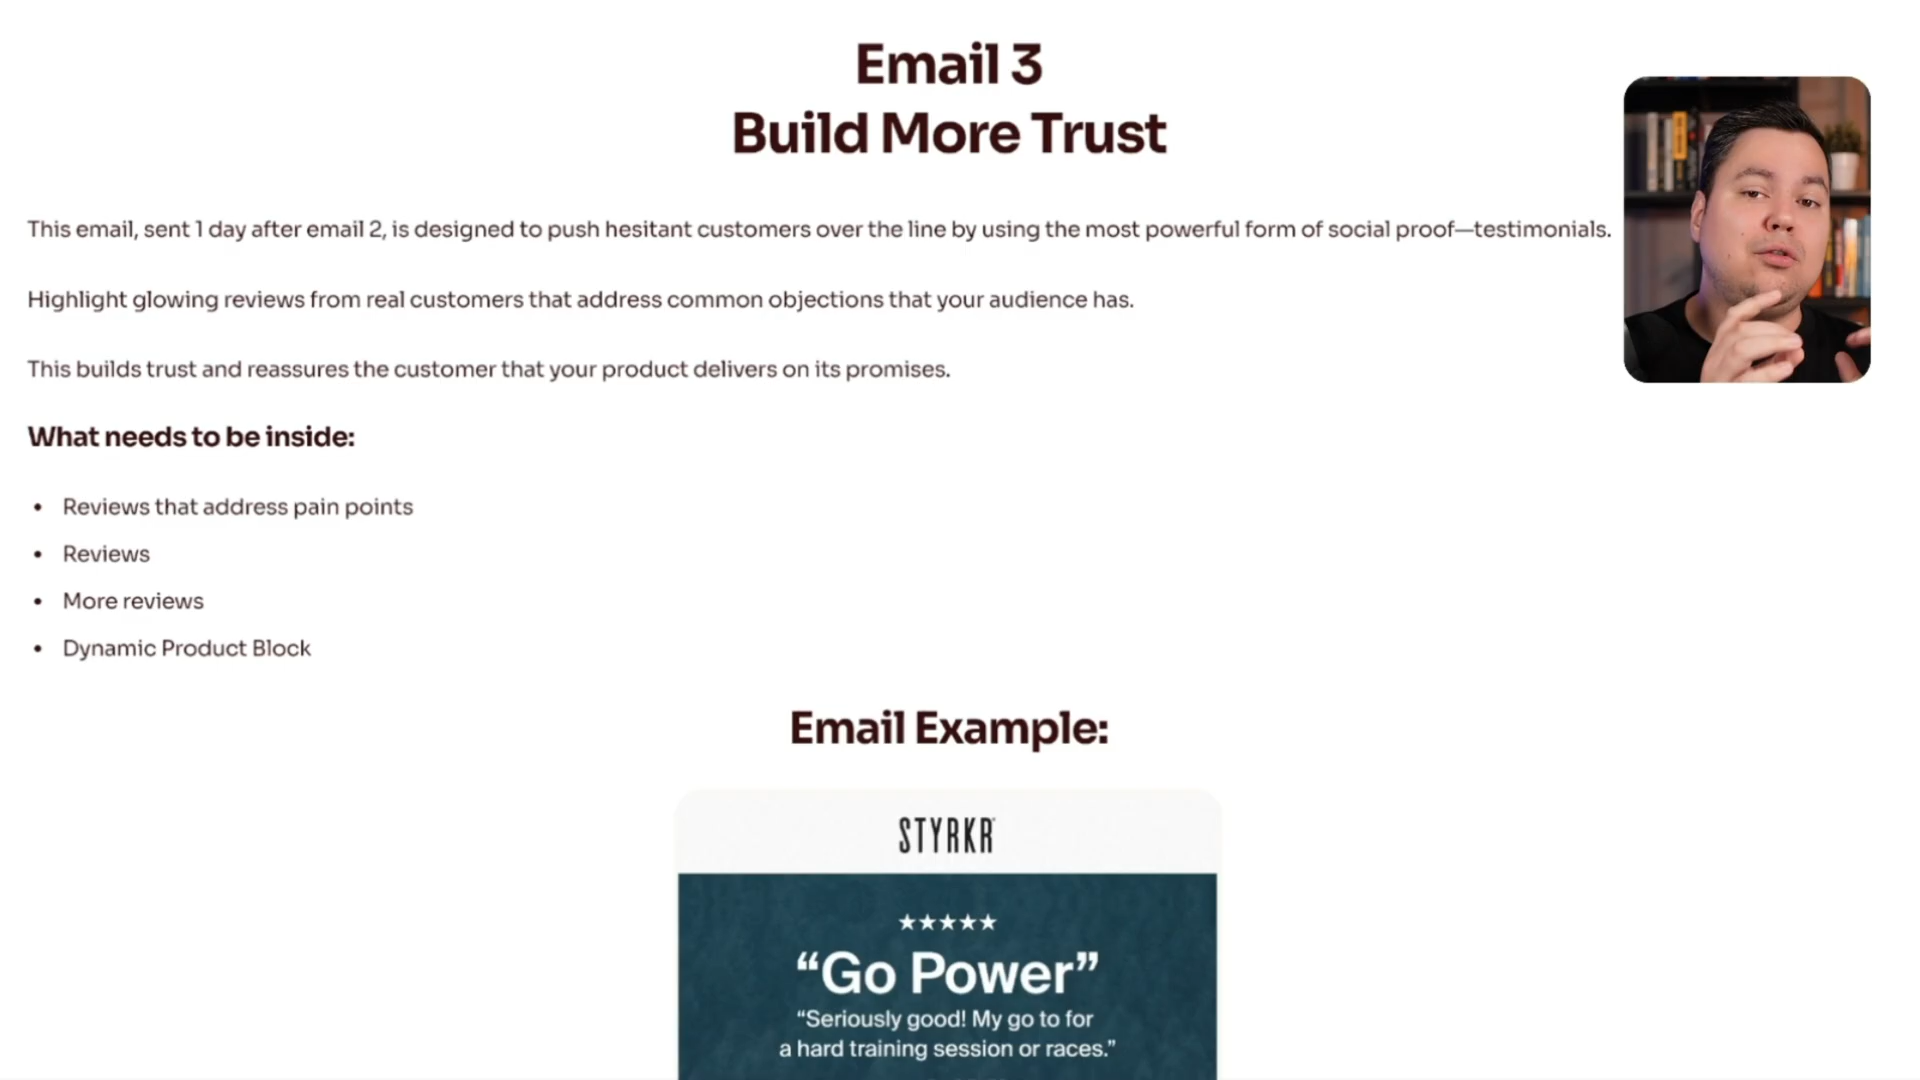 Email 3
Build More Trust
This email, sent 1 day after email 2, is designed to push hesitant customers over the line by using the most powerful form of social proof—testimonials.
Highlight glowing reviews from real customers that address common objections that your audience has.
This builds trust and reassures the customer that your product delivers on its promises.
What needs to be inside:
• Reviews that address pain points
• Reviews
• More reviews
• Dynamic Product Block
Email Example:
STYRKR
★★★★★
“Go Power”
“Seriously good! My go to for
a hard training session or races.”